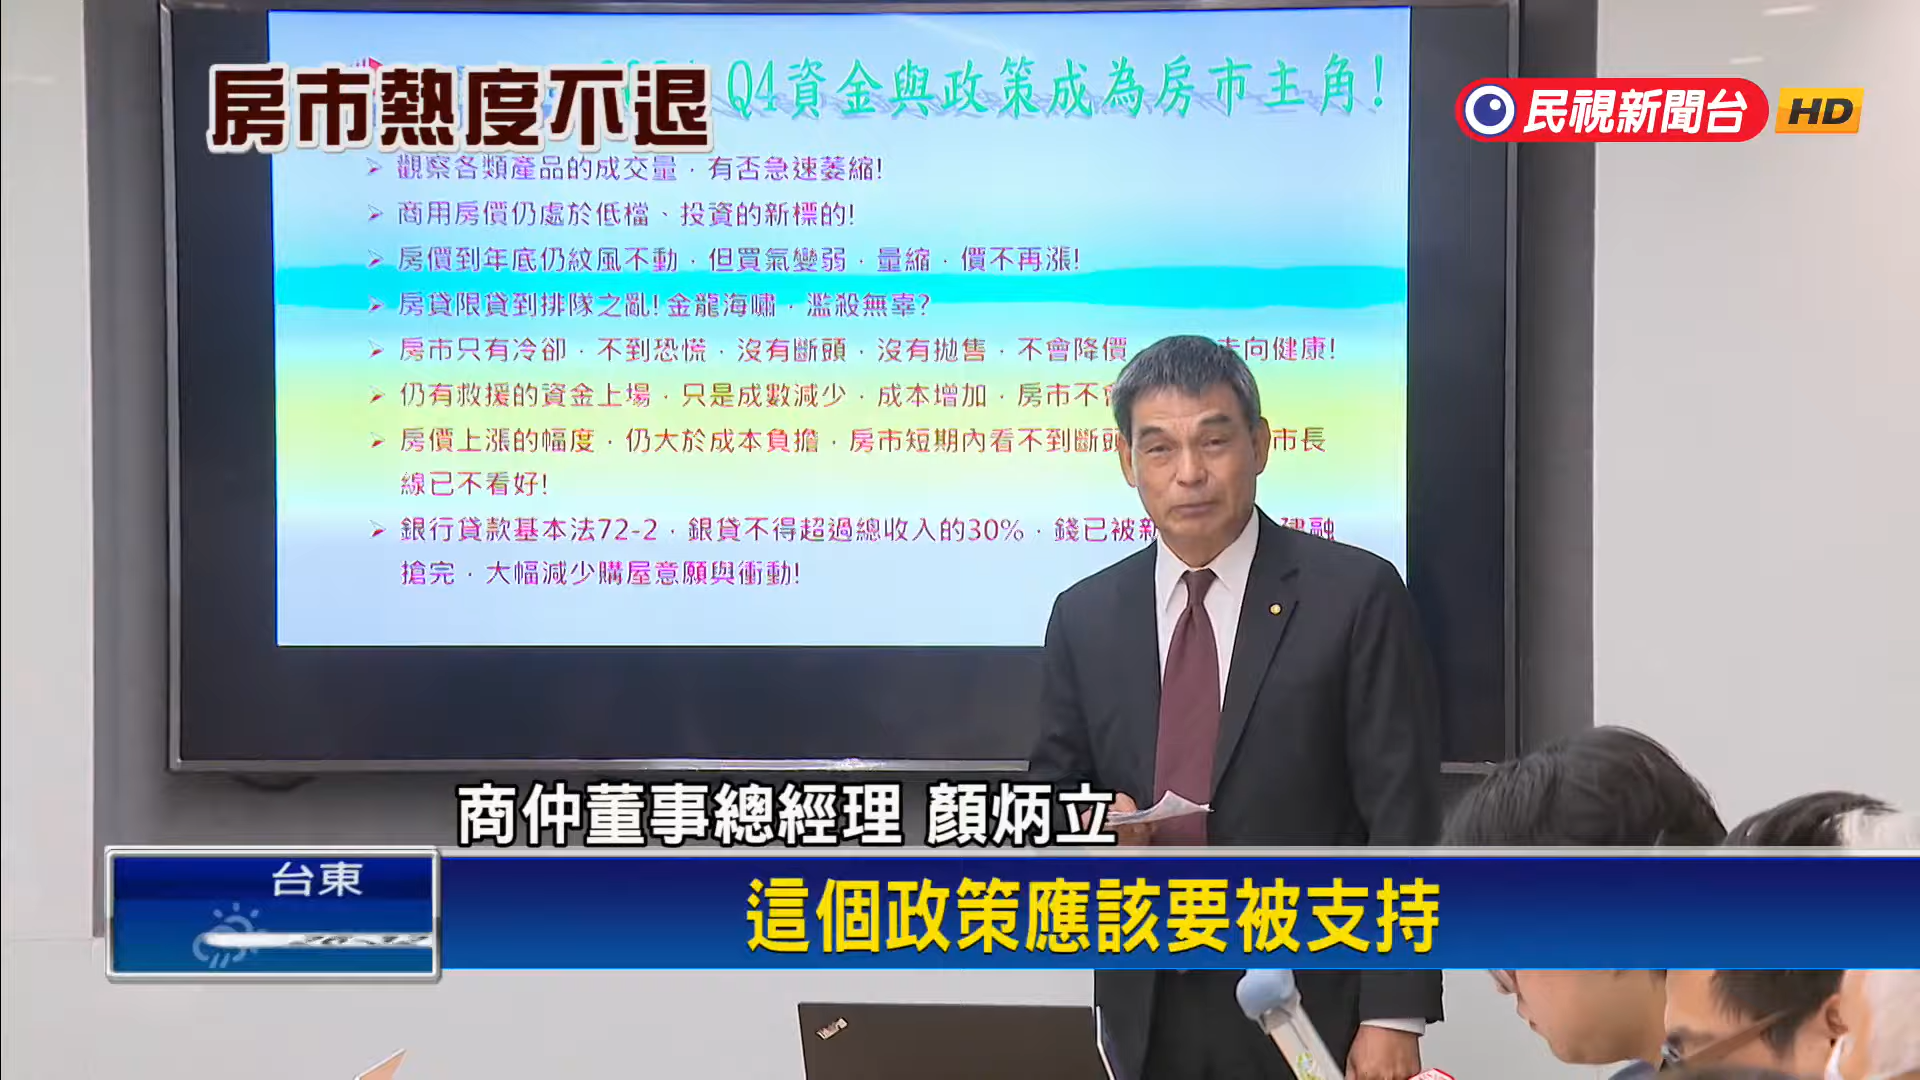 房市熱度不退
Q4資金與政策成為房市主角!
民視新聞台 HD
觀察各類產品的成交量，有否急速萎縮!
商用房價仍處於低檔、投資的新標的!
房價到年底仍紋風不動，但買氣變弱，量縮，價不再漲!
房貸限貸到排隊之亂! 金龍海嘯，濫殺無辜?
房市只有冷卻，不到恐慌，沒有斷頭，沒有拋售，不會降價 走向健康!
仍有救援的資金上場，只是成數減少，成本增加，房市不會
房價上漲的幅度，仍大於成本負擔，房市短期內看不到斷頭 市長
線已不看好!
銀行貸款基本法72-2，銀貸不得超過總收入的30%，錢已被新 建融
搶完，大幅減少購屋意願與衝動!
商仲董事總經理 顏炳立
台東
這個政策應該要被支持